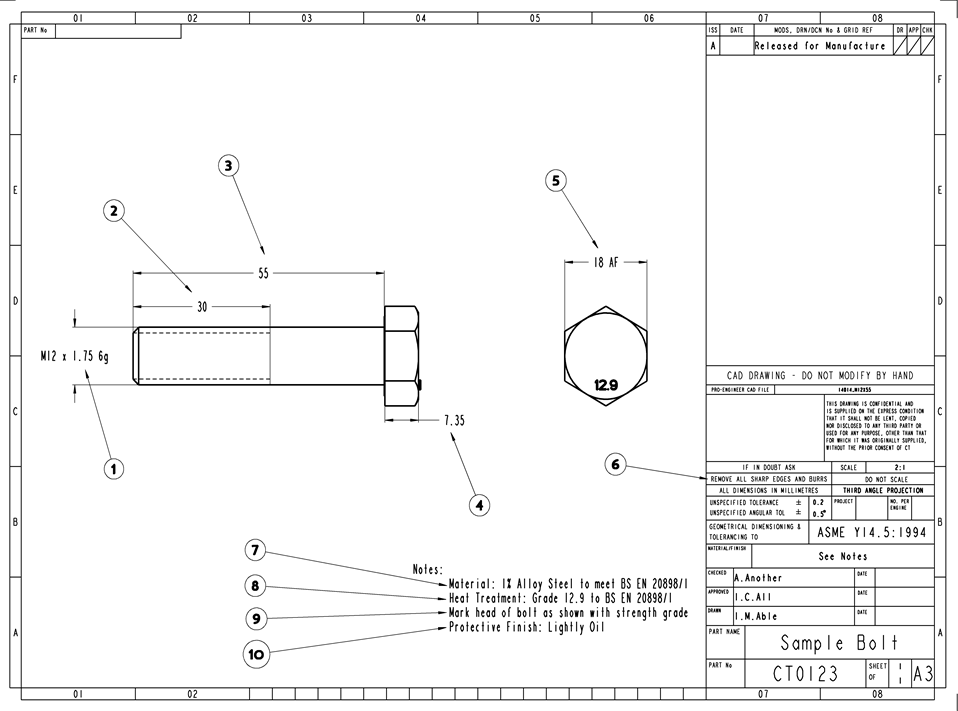 01 02 03 04 05 06 07 08
PART No
ISS DATE MODS, DRN/DCN No & GRID REF DR APP CHK
A Released for Manufacture
F F
3
5
E E
2
18 AF
55
D D
30
M12 x 1.75 6g
12.9
CAD DRAWING - DO NOT MODIFY BY HAND
PRO-ENGINEER CAD FILE
THIS DRAWING IS CONFIDENTIAL AND
IS SUPPLIED ON THE EXPRESS CONDITION
THAT IT SHALL NOT BE LENT, COPIED
NOR DISCLOSED TO ANY THIRD PARTY OR
USED FOR ANY PURPOSE, OTHER THAN THAT
FOR WHICH IT WAS ORIGINALLY SUPPLIED,
WITHOUT THE PRIOR CONSENT OF CT
C C
7.35
1
6
4
IF IN DOUBT ASK SCALE 2:1
REMOVE ALL SHARP EDGES AND BURRS DO NOT SCALE
ALL DIMENSIONS IN MILLIMETRES THIRD ANGLE PROJECTION
UNSPECIFIED TOLERANCE ± 0.2 PROJECT NO. PER ENGINE
UNSPECIFIED ANGULAR TOL ± 0.5°
B B
GEOMETRICAL DIMENSIONING &
TOLERANCING TO
ASME Y14.5:1994
MATERIAL/FINISH See Notes
7
8
9
10
Notes:
Material: 1% Alloy Steel to meet BS EN 20898/1
Heat Treatment: Grade 12.9 to BS EN 20898/1
Mark head of bolt as shown with strength grade
Protective Finish: Lightly Oil
CHECKED A.Another DATE
APPROVED I.C.All DATE
DRAWN I.M.Able DATE
A A
PART NAME Sample Bolt
PART No CT0123 SHEET 1 OF 1 A3
01 02 07 08